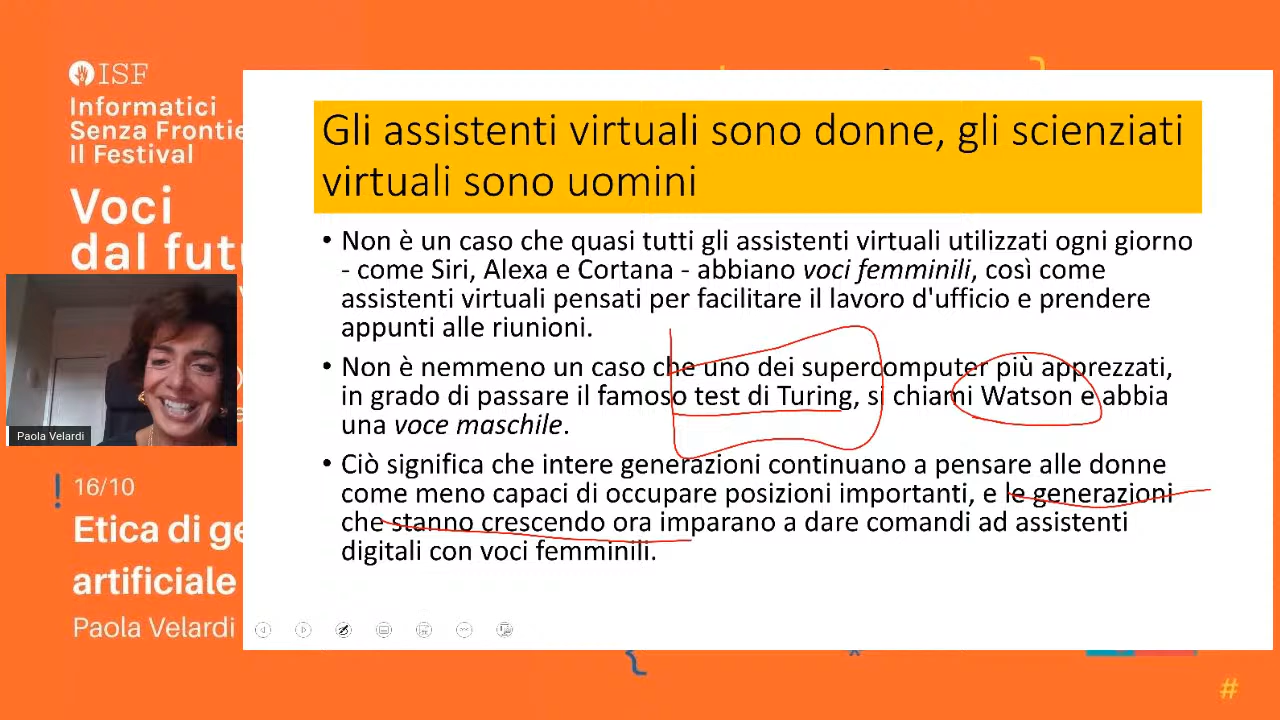 ISF
Informatici
Senza Frontie
Il Festival
Voci
dal futu
Paola Velardi
16/10
Etica di ge
artificiale
Paola Velardi
Gli assistenti virtuali sono donne, gli scienziati
virtuali sono uomini
• Non è un caso che quasi tutti gli assistenti virtuali utilizzati ogni giorno
- come Siri, Alexa e Cortana - abbiano voci femminili, così come
assistenti virtuali pensati per facilitare il lavoro d'ufficio e prendere
appunti alle riunioni.
• Non è nemmeno un caso che uno dei supercomputer più apprezzati,
in grado di passare il famoso test di Turing, si chiami Watson e abbia
una voce maschile.
• Ciò significa che intere generazioni continuano a pensare alle donne
come meno capaci di occupare posizioni importanti, e le generazioni
che stanno crescendo ora imparano a dare comandi ad assistenti
digitali con voci femminili.
#